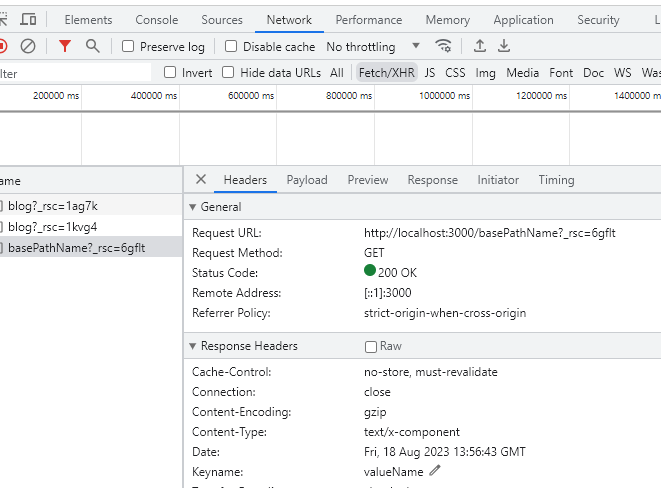 Elements Console Sources Network Performance Memory Application Security L
Preserve log Disable cache No throttling
ilter Invert Hide data URLs All Fetch/XHR JS CSS Img Media Font Doc WS Was
200000 ms 400000 ms 600000 ms 800000 ms 1000000 ms 1200000 ms 1400000 m
ame Headers Payload Preview Response Initiator Timing
blog?_rsc=1ag7k
blog?_rsc=1kvg4
basePathName?_rsc=6gflt
General
Request URL: http://localhost:3000/basePathName?_rsc=6gflt
Request Method: GET
Status Code: 200 OK
Remote Address: [::1]:3000
Referrer Policy: strict-origin-when-cross-origin
Response Headers Raw
Cache-Control: no-store, must-revalidate
Connection: close
Content-Encoding: gzip
Content-Type: text/x-component
Date: Fri, 18 Aug 2023 13:56:43 GMT
Keyname: valueName